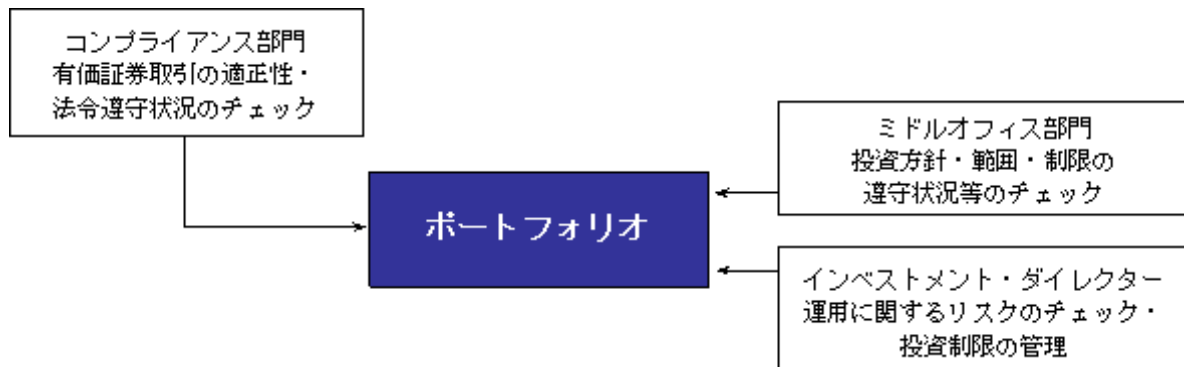 コンプライアンス部門
有価証券取引の適正性・
法令遵守状況のチェック
ミドルオフィス部門
投資方針・範囲・制限の
遵守状況等のチェック
ポートフォリオ
インベストメント・ダイレクター
運用に関するリスクのチェック・
投資制限の管理